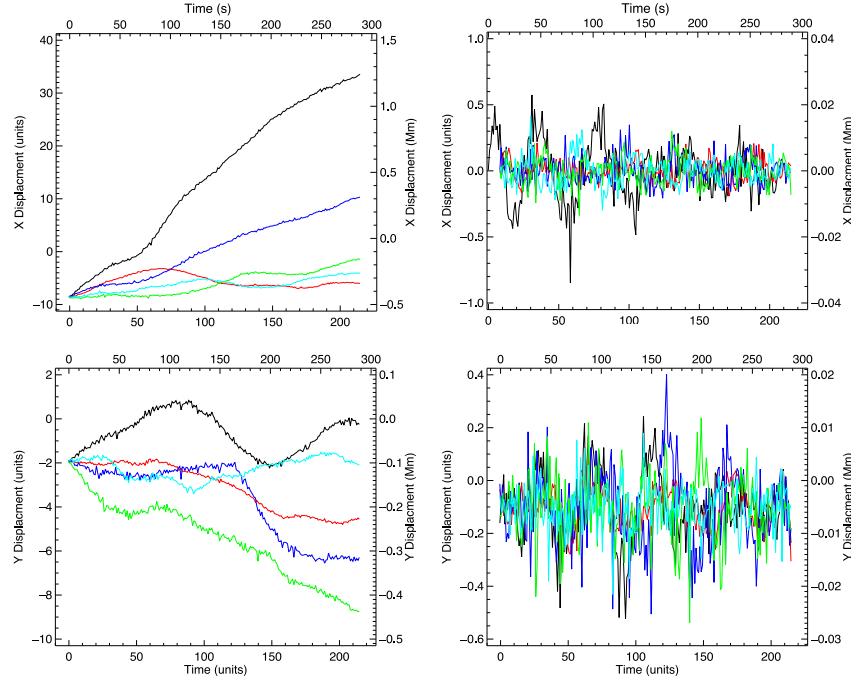 Time (s)
0 50 100 150 200 250 300
40
30
20
10
0
−10
X Displacment (units)
1.5
1.0
0.5
0.0
−0.5
X Displacment (Mm)
0 50 100 150 200
Time (s)
0 50 100 150 200 250 300
1.0
0.5
0.0
−0.5
−1.0
X Displacment (units)
0.04
0.02
0.00
−0.02
−0.04
X Displacment (Mm)
0 50 100 150 200
0 50 100 150 200 250 300
2
0
−2
−4
−6
−8
−10
Y Displacment (units)
0.1
0.0
−0.1
−0.2
−0.3
−0.4
−0.5
Y Displacment (Mm)
0 50 100 150 200
Time (units)
0 50 100 150 200 250 300
0.4
0.2
0.0
−0.2
−0.4
−0.6
Y Displacment (units)
0.02
0.01
0.00
−0.01
−0.02
−0.03
Y Displacment (Mm)
0 50 100 150 200
Time (units)